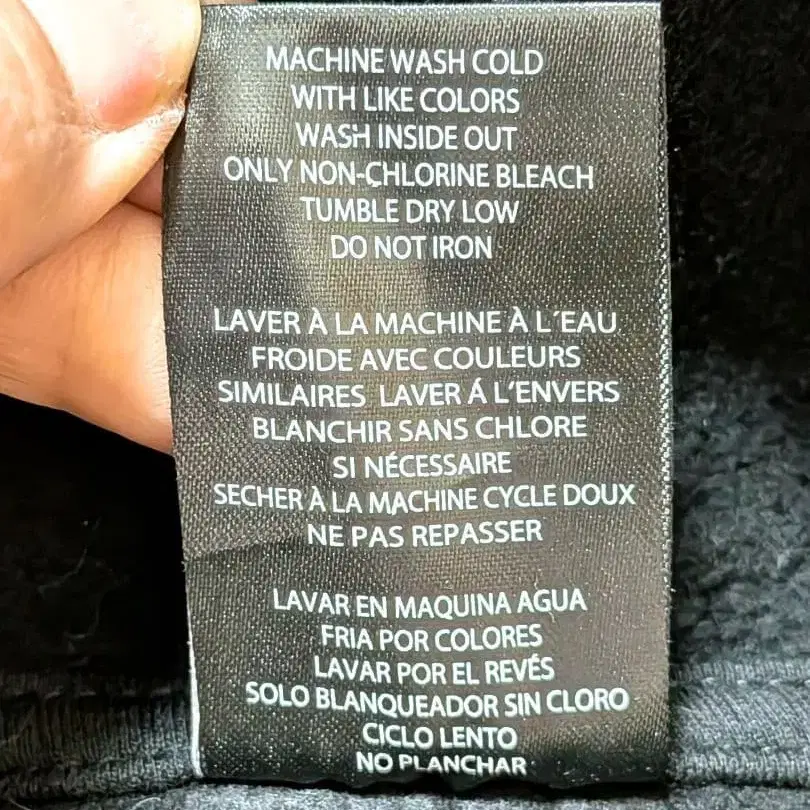 MACHINE WASH COLD
WITH LIKE COLORS
WASH INSIDE OUT
ONLY NON-CHLORINE BLEACH
TUMBLE DRY LOW
DO NOT IRON
LAVER À LA MACHINE À L´EAU
FROIDE AVEC COULEURS
SIMILAIRES LAVER Á L´ENVERS
BLANCHIR SANS CHLORE
SI NÉCESSAIRE
SECHER À LA MACHINE CYCLE DOUX
NE PAS REPASSER
LAVAR EN MAQUINA AGUA
FRIA POR COLORES
LAVAR POR EL REVÉS
SOLO BLANQUEADOR SIN CLORO
CICLO LENTO
NO PLANCHAR